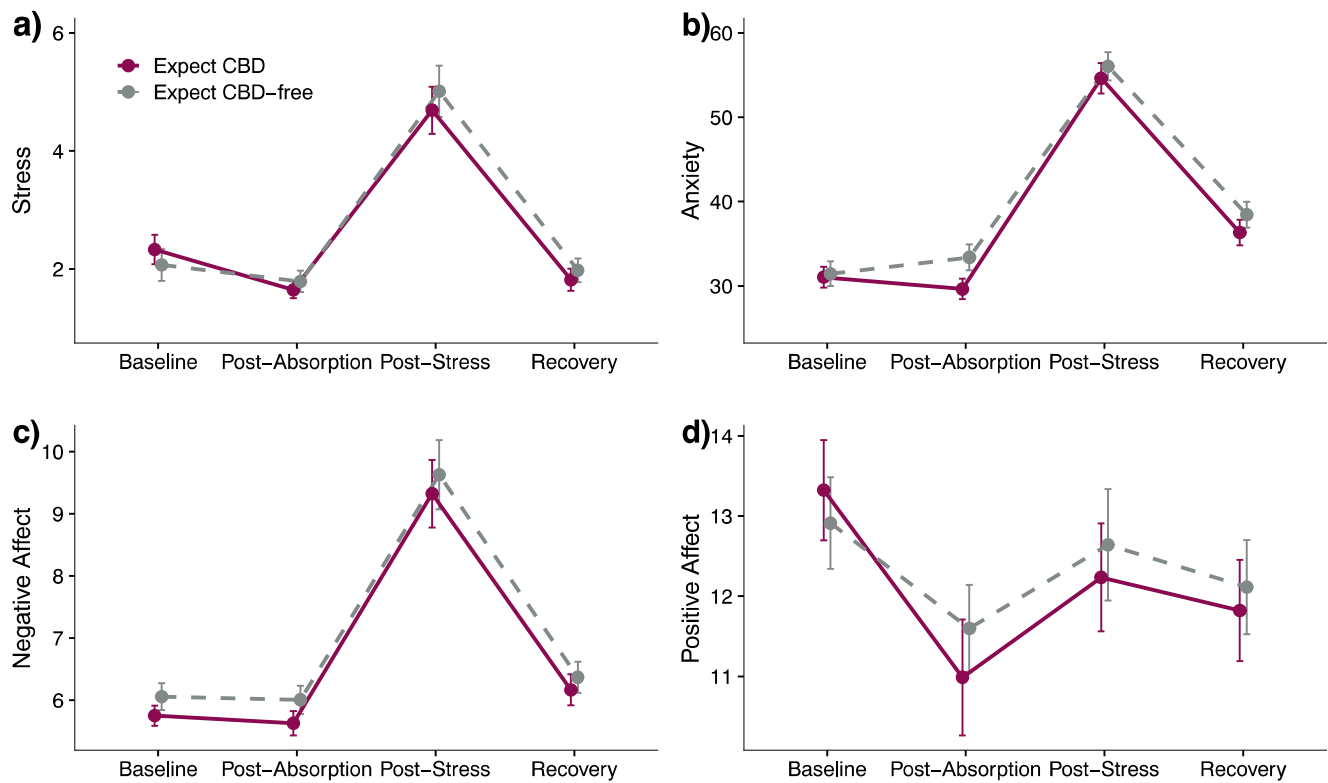 a)
6
4
2
Stress
Expect CBD
Expect CBD−free
Baseline Post−Absorption Post−Stress Recovery
b)
60
50
40
30
Anxiety
Baseline Post−Absorption Post−Stress Recovery
c)
10
9
8
7
6
Negative Affect
Baseline Post−Absorption Post−Stress Recovery
d)
14
13
12
11
Positive Affect
Baseline Post−Absorption Post−Stress Recovery